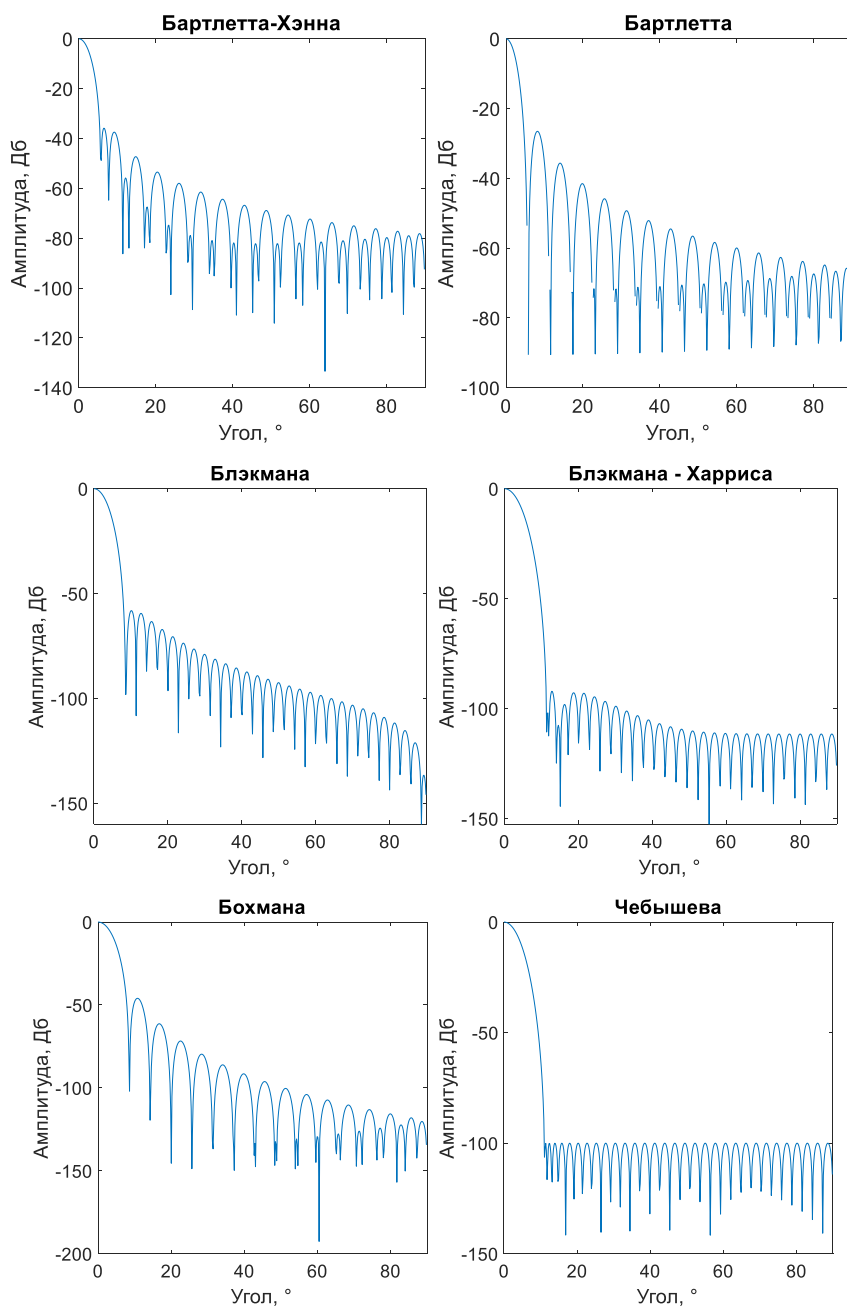 Бартлетта-Хэнна
0
-20
-40
-60
-80
-100
-120
-140
Амплитуда, Дб
0 20 40 60 80
Угол, °
Бартлетта
0
-20
-40
-60
-80
-100
Амплитуда, Дб
0 20 40 60 80
Угол, °
Блэкмана
0
-50
-100
-150
Амплитуда, Дб
0 20 40 60 80
Угол, °
Блэкмана - Харриса
0
-50
-100
-150
Амплитуда, Дб
0 20 40 60 80
Угол, °
Бохмана
0
-50
-100
-150
-200
Амплитуда, Дб
0 20 40 60 80
Угол, °
Чебышева
0
-50
-100
-150
Амплитуда, Дб
0 20 40 60 80
Угол, °